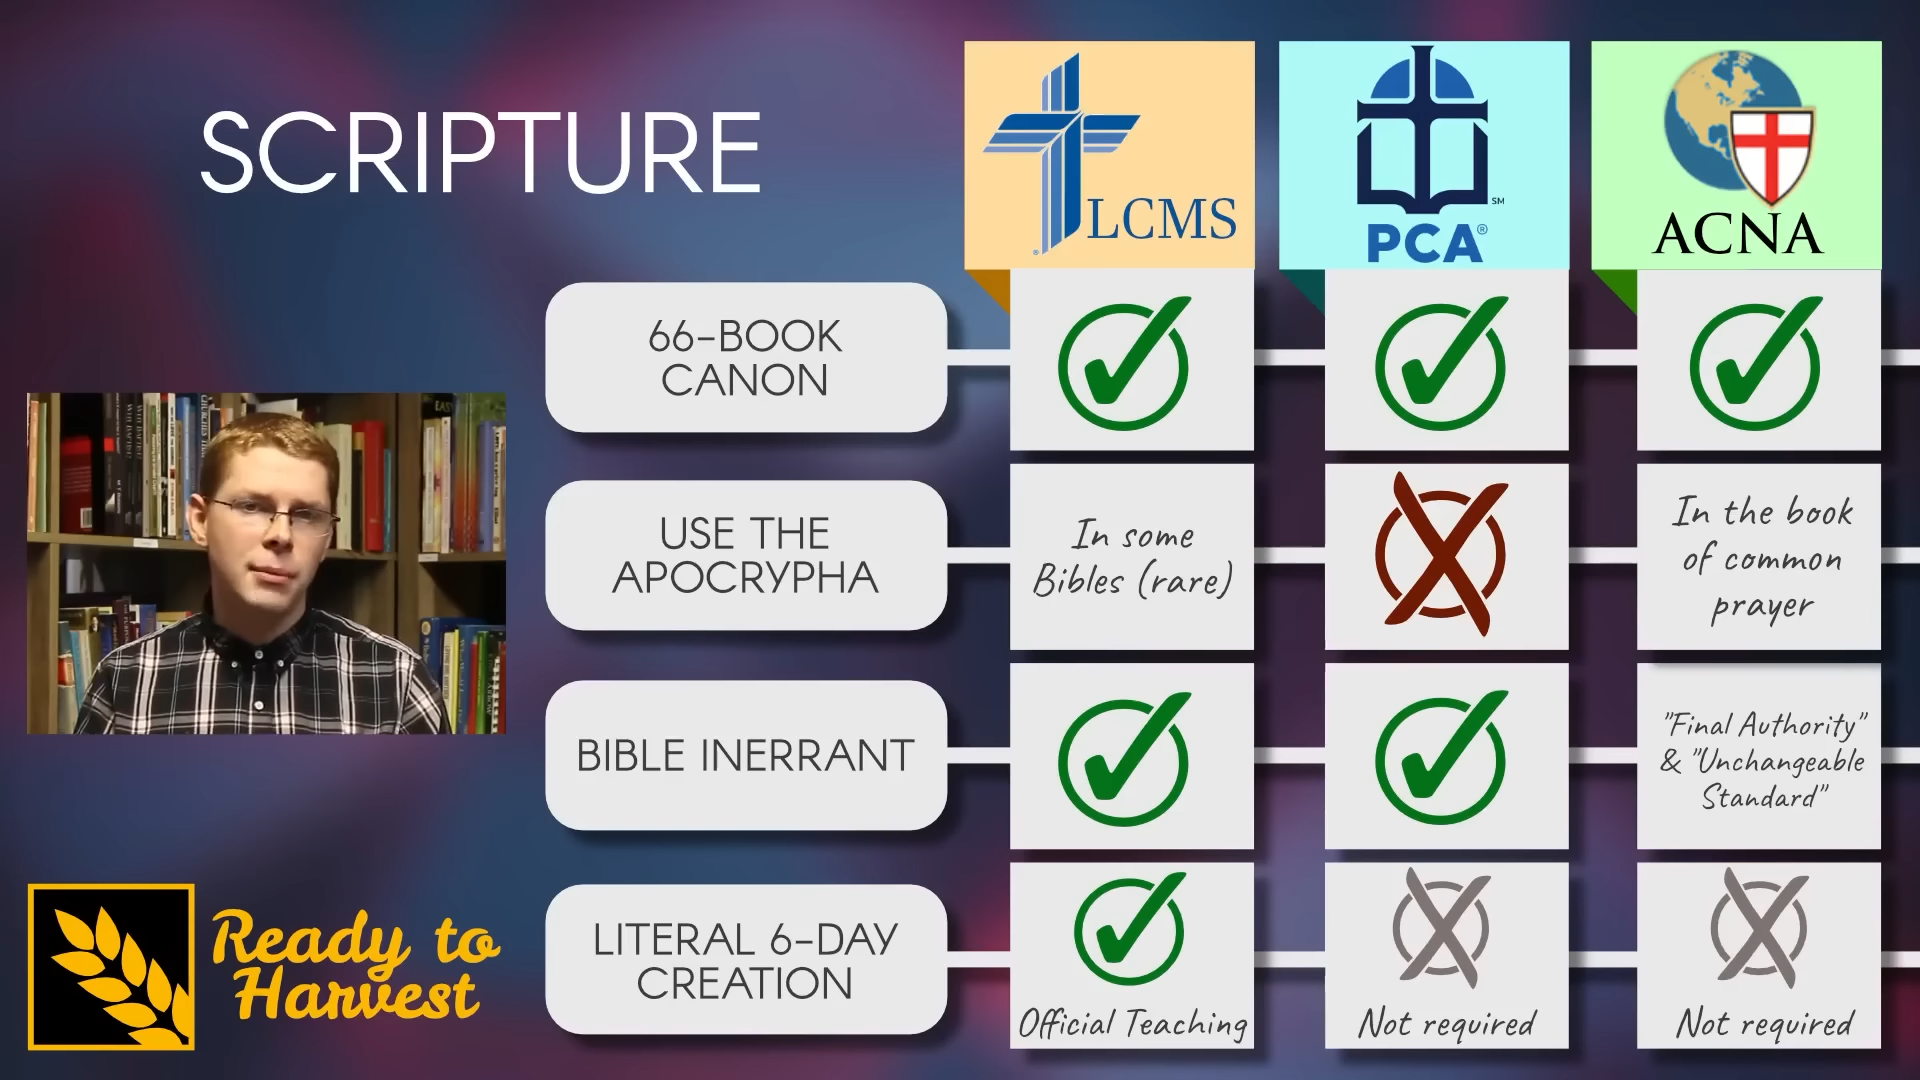 SCRIPTURE
LCMS
PCA®
SM
ACNA
66-BOOK
CANON
USE THE
APOCRYPHA
In some
Bibles (rare)
In the book
of common
prayer
BIBLE INERRANT
"Final Authority"
& "Unchangeable
Standard"
LITERAL 6-DAY
CREATION
Official Teaching
Not required
Not required
Ready to
Harvest